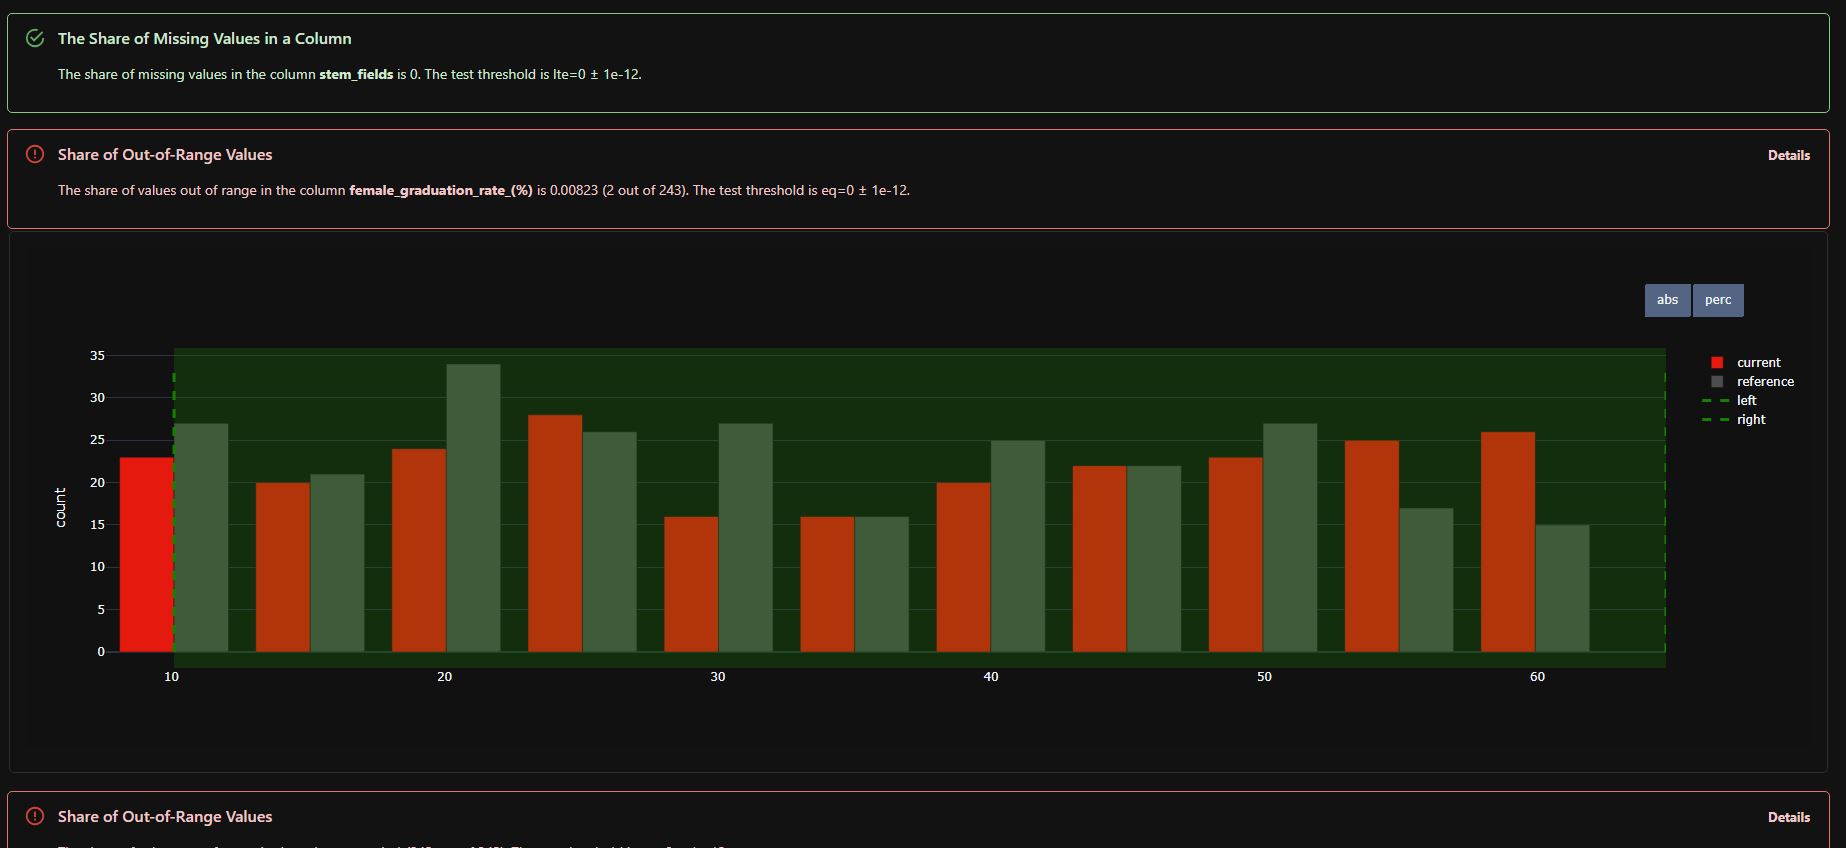 The Share of Missing Values in a Column
The share of missing values in the column stem_fields is 0. The test threshold is lte=0 ± 1e-12.
Share of Out-of-Range Values
Details
The share of values out of range in the column female_graduation_rate_(%) is 0.00823 (2 out of 243). The test threshold is eq=0 ± 1e-12.
abs perc
35
30
25
20
15
10
5
0
count
10 20 30 40 50 60
current
reference
left
right
Share of Out-of-Range Values
Details